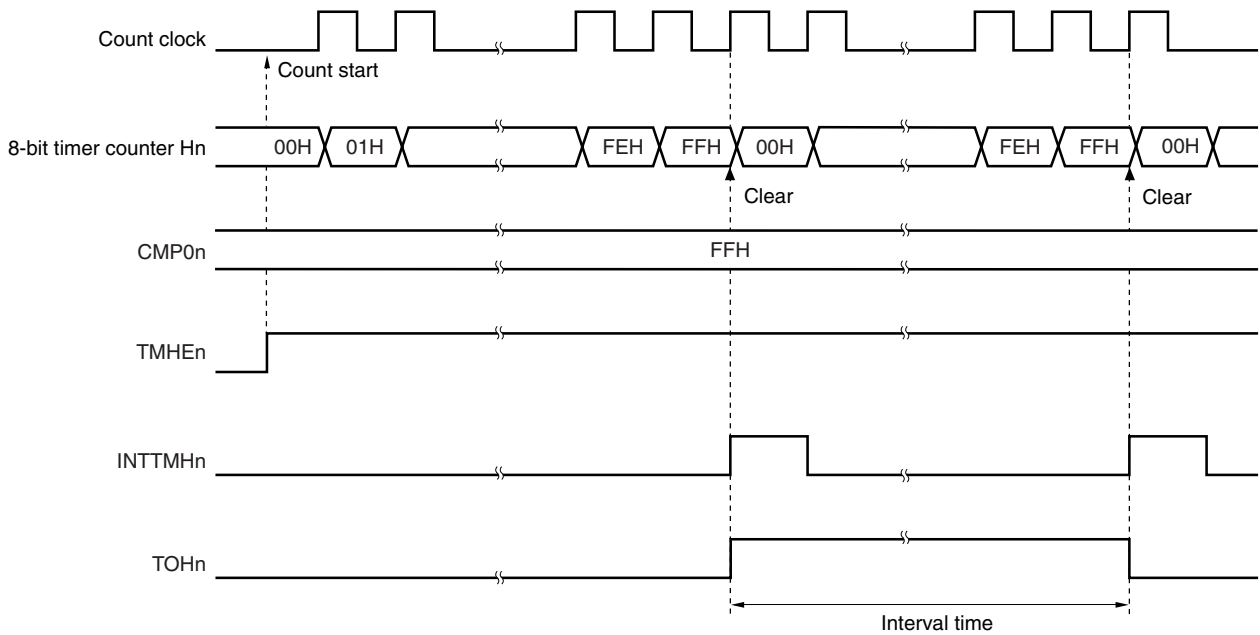 Count clock
Count start
8-bit timer counter Hn
00H 01H FEH FFH 00H FEH FFH 00H
Clear Clear
CMP0n
FFH
TMHEn
INTTMHn
TOHn
Interval time